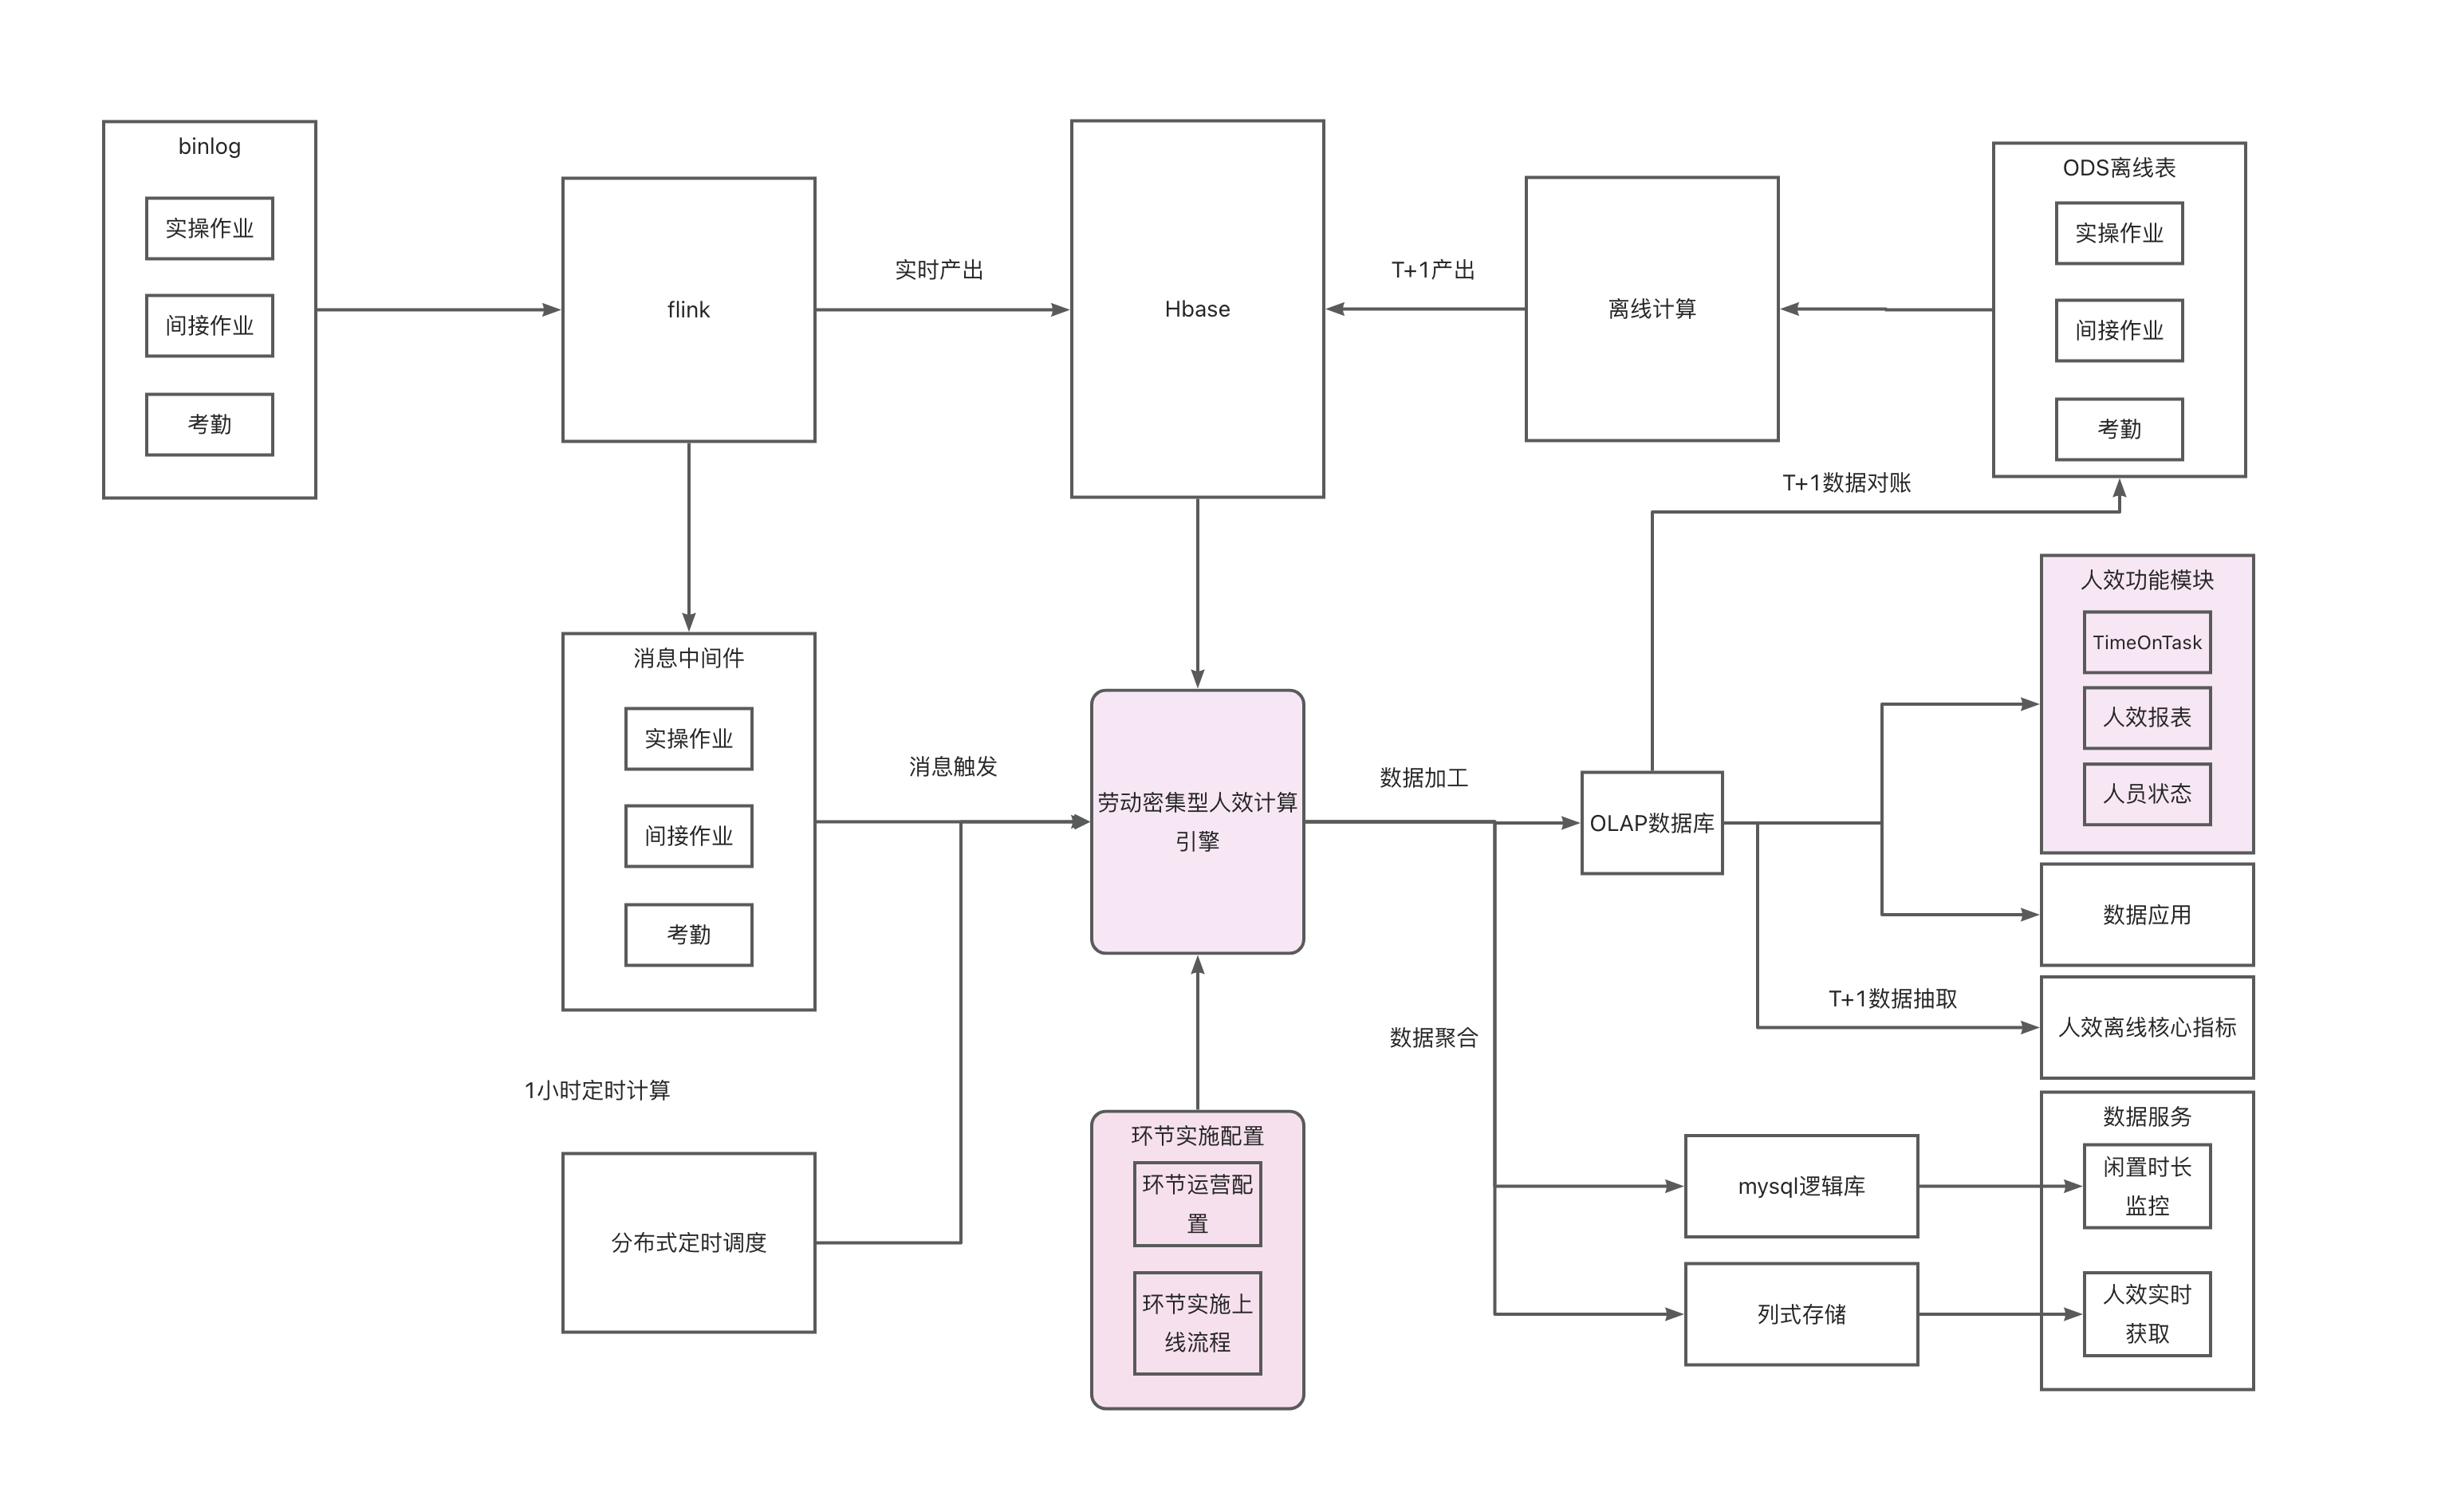 binlog
实操作业
间接作业
考勤
flink
实时产出
Hbase
T+1产出
离线计算
ODS离线表
实操作业
间接作业
考勤
T+1数据对账
消息中间件
实操作业
间接作业
考勤
消息触发
劳动密集型人效计算
引擎
数据加工
OLAP数据库
人效功能模块
TimeOnTask
人效报表
人员状态
数据应用
T+1数据抽取
人效离线核心指标
数据聚合
1小时定时计算
分布式定时调度
环节实施配置
环节运营配
置
环节实施上
线流程
mysql逻辑库
列式存储
数据服务
闲置时长
监控
人效实时
获取